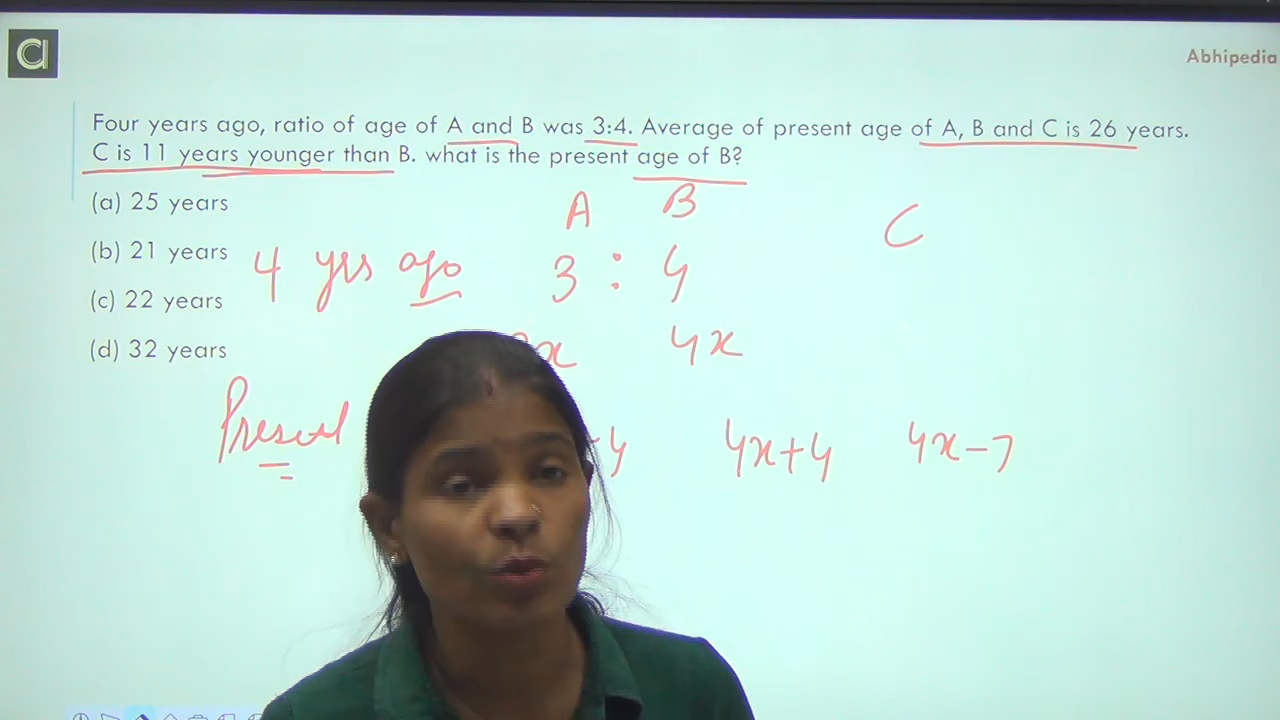 Abhipedia
Four years ago, ratio of age of A and B was 3:4. Average of present age of A, B and C is 26 years.
C is 11 years younger than B. what is the present age of B?
(a) 25 years
(b) 21 years
(c) 22 years
(d) 32 years
A B C
4 yrs ago 3 : 4
x 4x
Present 4 4x+4 4x-7